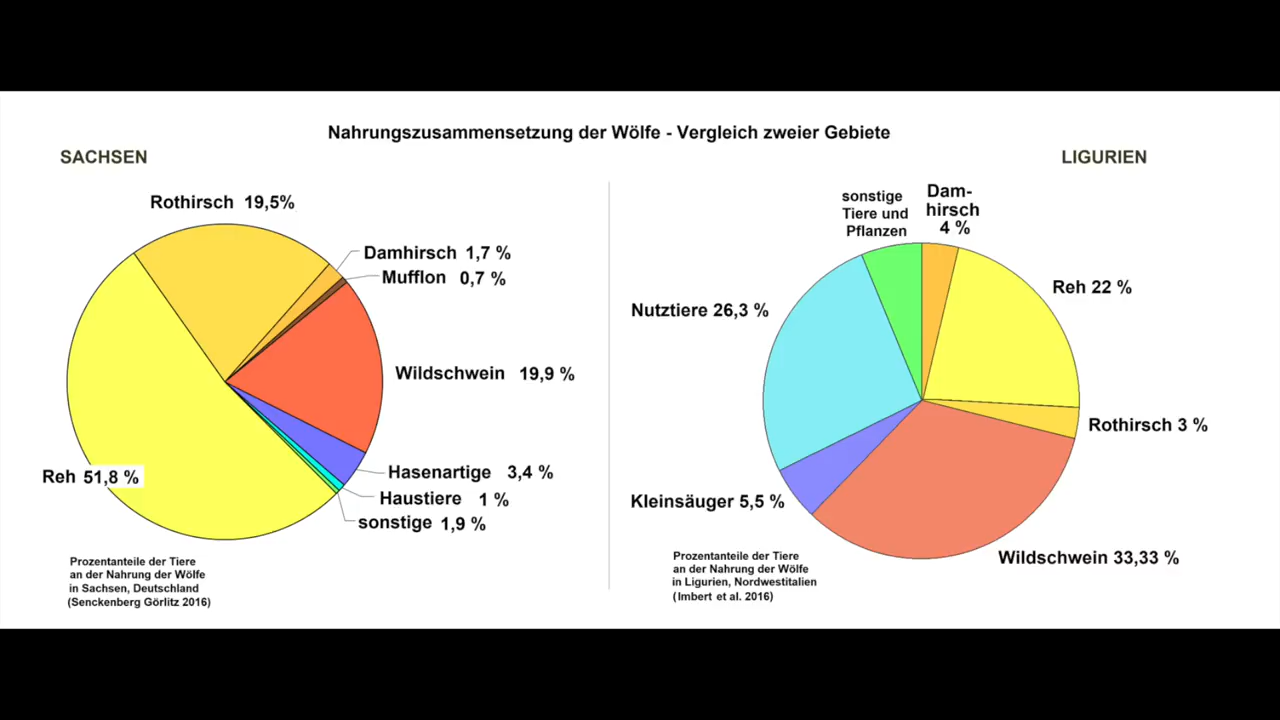 Nahrungszusammensetzung der Wölfe - Vergleich zweier Gebiete
SACHSEN
Rothirsch 19,5%
Damhirsch 1,7 %
Mufflon 0,7 %
Wildschwein 19,9 %
Hasenartige 3,4 %
Haustiere 1 %
sonstige 1,9 %
Reh 51,8 %
Prozentanteile der Tiere
an der Nahrung der Wölfe
in Sachsen, Deutschland
(Senckenberg Görlitz 2016)
LIGURIEN
sonstige
Tiere und
Pflanzen
Dam-
hirsch
4 %
Reh 22 %
Nutztiere 26,3 %
Rothirsch 3 %
Kleinsäuger 5,5 %
Wildschwein 33,33 %
Prozentanteile der Tiere
an der Nahrung der Wölfe
in Ligurien, Nordwestitalien
(Imbert et al. 2016)